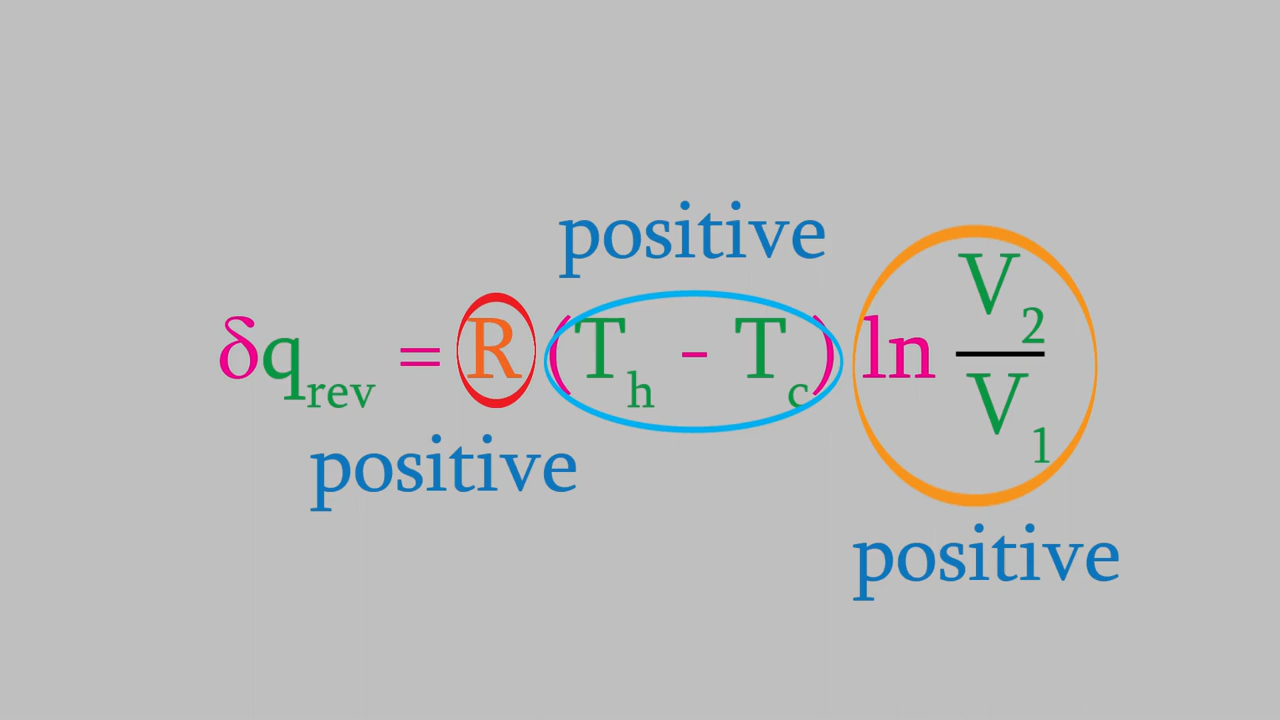 positive
δq_rev = R (T_h - T_c) ln V_2/V_1
positive
positive